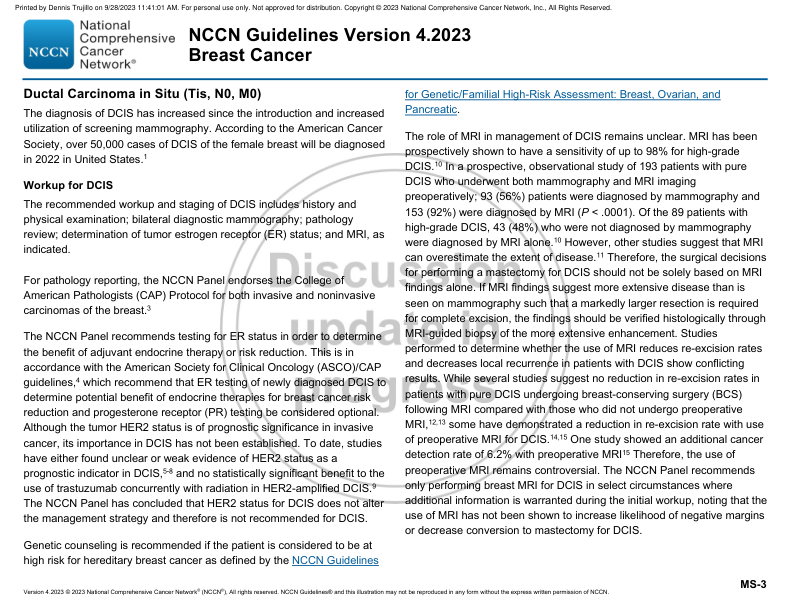 Printed by Dennis Trujillo on 9/28/2023 11:41:01 AM. For personal use only. Not approved for distribution. Copyright © 2023 National Comprehensive Cancer Network, Inc., All Rights Reserved.
NCCN
National
Comprehensive
Cancer
Network®
NCCN Guidelines Version 4.2023
Breast Cancer
Ductal Carcinoma in Situ (Tis, N0, M0)
The diagnosis of DCIS has increased since the introduction and increased
utilization of screening mammography. According to the American Cancer
Society, over 50,000 cases of DCIS of the female breast will be diagnosed
in 2022 in United States.1
Workup for DCIS
The recommended workup and staging of DCIS includes history and
physical examination; bilateral diagnostic mammography; pathology
review; determination of tumor estrogen receptor (ER) status; and MRI, as
indicated.
For pathology reporting, the NCCN Panel endorses the College of
American Pathologists (CAP) Protocol for both invasive and noninvasive
carcinomas of the breast.3
The NCCN Panel recommends testing for ER status in order to determine
the benefit of adjuvant endocrine therapy or risk reduction. This is in
accordance with the American Society for Clinical Oncology (ASCO)/CAP
guidelines,4 which recommend that ER testing of newly diagnosed DCIS to
determine potential benefit of endocrine therapies for breast cancer risk
reduction and progesterone receptor (PR) testing be considered optional.
Although the tumor HER2 status is of prognostic significance in invasive
cancer, its importance in DCIS has not been established. To date, studies
have either found unclear or weak evidence of HER2 status as a
prognostic indicator in DCIS,5-8 and no statistically significant benefit to the
use of trastuzumab concurrently with radiation in HER2-amplified DCIS.9
The NCCN Panel has concluded that HER2 status for DCIS does not alter
the management strategy and therefore is not recommended for DCIS.
Genetic counseling is recommended if the patient is considered to be at
high risk for hereditary breast cancer as defined by the NCCN Guidelines
for Genetic/Familial High-Risk Assessment: Breast, Ovarian, and
Pancreatic.
The role of MRI in management of DCIS remains unclear. MRI has been
prospectively shown to have a sensitivity of up to 98% for high-grade
DCIS.10 In a prospective, observational study of 193 patients with pure
DCIS who underwent both mammography and MRI imaging
preoperatively; 93 (56%) patients were diagnosed by mammography and
153 (92%) were diagnosed by MRI (P < .0001). Of the 89 patients with
high-grade DCIS, 43 (48%) who were not diagnosed by mammography
were diagnosed by MRI alone.10 However, other studies suggest that MRI
can overestimate the extent of disease.11 Therefore, the surgical decisions
for performing a mastectomy for DCIS should not be solely based on MRI
findings alone. If MRI findings suggest more extensive disease than is
seen on mammography such that a markedly larger resection is required
for complete excision, the findings should be verified histologically through
MRI-guided biopsy of the more extensive enhancement. Studies
performed to determine whether the use of MRI reduces re-excision rates
and decreases local recurrence in patients with DCIS show conflicting
results. While several studies suggest no reduction in re-excision rates in
patients with pure DCIS undergoing breast-conserving surgery (BCS)
following MRI compared with those who did not undergo preoperative
MRI,12,13 some have demonstrated a reduction in re-excision rate with use
of preoperative MRI for DCIS.14,15 One study showed an additional cancer
detection rate of 6.2% with preoperative MRI15 Therefore, the use of
preoperative MRI remains controversial. The NCCN Panel recommends
only performing breast MRI for DCIS in select circumstances where
additional information is warranted during the initial workup, noting that the
use of MRI has not been shown to increase likelihood of negative margins
or decrease conversion to mastectomy for DCIS.
Discussion
update in
progress
MS-3
Version 4.2023 © 2023 National Comprehensive Cancer Network® (NCCN®), All rights reserved. NCCN Guidelines® and this illustration may not be reproduced in any form without the express written permission of NCCN.